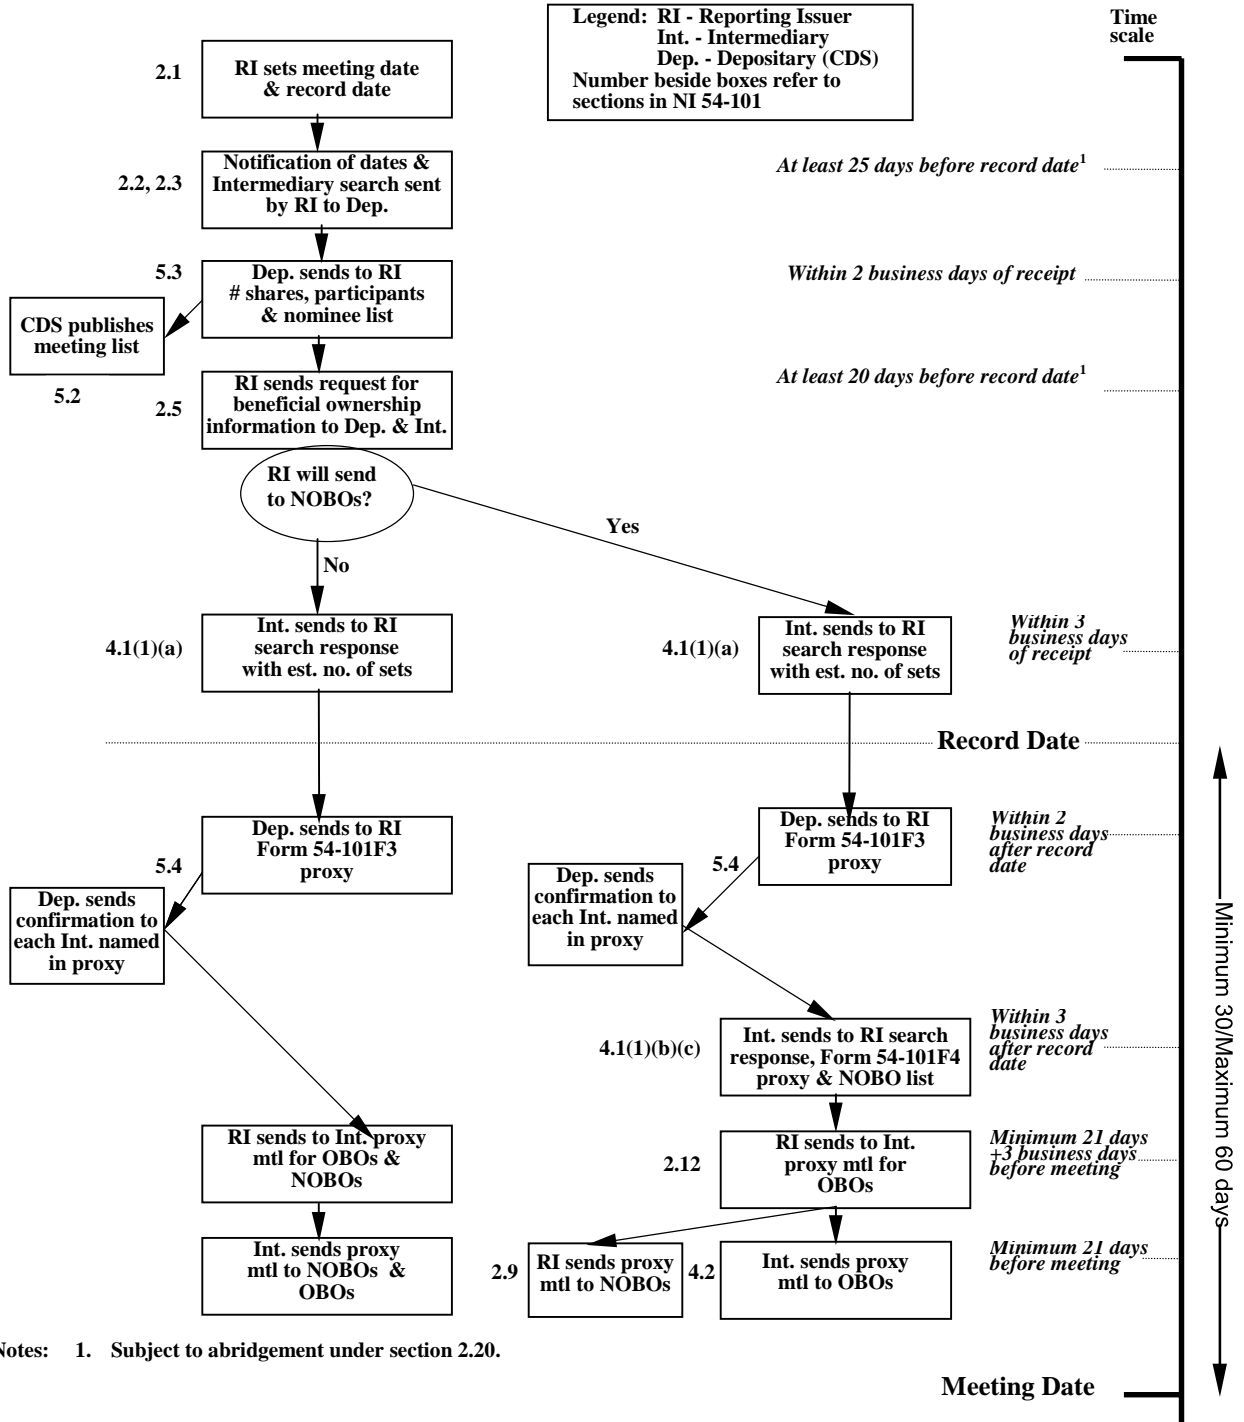 Legend: RI - Reporting Issuer
Int. - Intermediary
Dep. - Depositary (CDS)
Number beside boxes refer to
sections in NI 54-101
Time
scale
2.1
RI sets meeting date
& record date
2.2, 2.3
Notification of dates &
Intermediary search sent
by RI to Dep.
At least 25 days before record date1
5.3
Dep. sends to RI
# shares, participants
& nominee list
Within 2 business days of receipt
CDS publishes
meeting list
5.2
2.5
RI sends request for
beneficial ownership
information to Dep. & Int.
At least 20 days before record date1
RI will send
to NOBOs?
Yes
No
4.1(1)(a)
Int. sends to RI
search response
with est. no. of sets
4.1(1)(a)
Int. sends to RI
search response
with est. no. of sets
Within 3
business days
of receipt
Record Date
Dep. sends to RI
Form 54-101F3
proxy
5.4
Dep. sends
confirmation to
each Int. named
in proxy
Dep. sends to RI
Form 54-101F3
proxy
5.4
Dep. sends
confirmation to
each Int. named
in proxy
Within 2
business days
after record
date
Minimum 30/Maximum 60 days
4.1(1)(b)(c)
Int. sends to RI search
response, Form 54-101F4
proxy & NOBO list
Within 3
business days
after record
date
RI sends to Int. proxy
mtl for OBOs &
NOBOs
2.12
RI sends to Int.
proxy mtl for
OBOs
Minimum 21 days
+3 business days
before meeting
Int. sends proxy
mtl to NOBOs &
OBOs
2.9
RI sends proxy
mtl to NOBOs
4.2
Int. sends proxy
mtl to OBOs
Minimum 21 days
before meeting
Notes: 1. Subject to abridgement under section 2.20.
Meeting Date